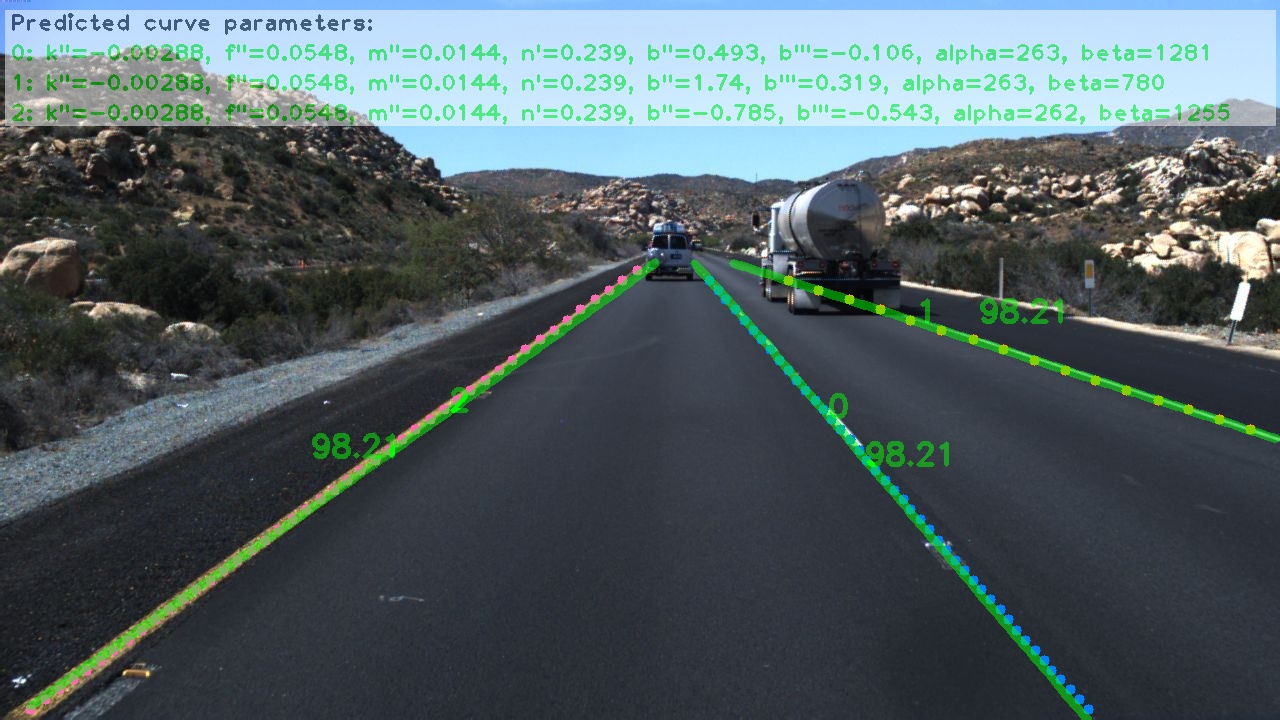 Predicted curve parameters:
0: k''=-0.00288, f''=0.0548, m''=0.0144, n'=0.239, b''=0.493, b'''=-0.106, alpha=263, beta=1281
1: k''=-0.00288, f''=0.0548, m''=0.0144, n'=0.239, b''=1.74, b'''=0.319, alpha=263, beta=780
2: k''=-0.00288, f''=0.0548, m''=0.0144, n'=0.239, b''=-0.785, b'''=-0.543, alpha=262, beta=1255
1 98.21
2
0
98.21
98.21